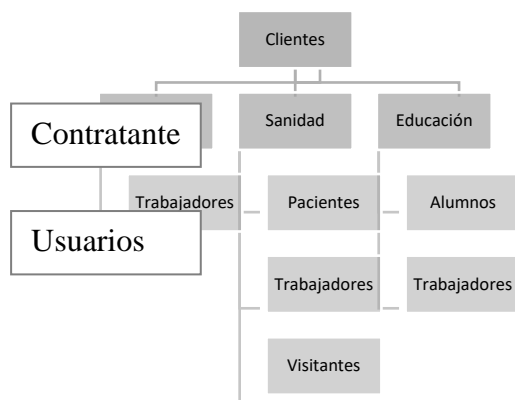 Clientes
Contratante
Sanidad
Educación
Trabajadores
Pacientes
Alumnos
Usuarios
Trabajadores
Trabajadores
Visitantes